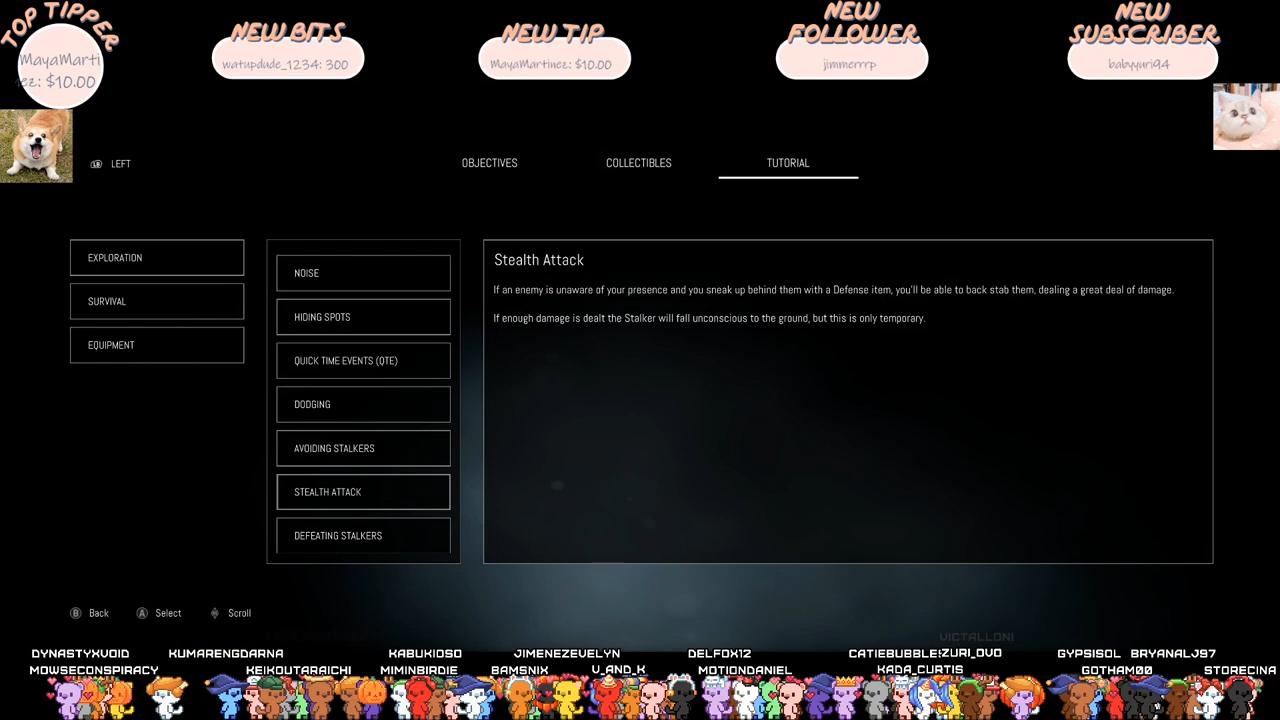 TOP TIPPER
MayaMarti
ez: $10.00
NEW BITS
watupdude_1234: 300
NEW TIP
MayaMartinez: $10.00
NEW
FOLLOWER
jimmerrrp
NEW
SUBSCRIBER
babyyuri94
LB LEFT
OBJECTIVES
COLLECTIBLES
TUTORIAL
EXPLORATION
SURVIVAL
EQUIPMENT
NOISE
HIDING SPOTS
QUICK TIME EVENTS (QTE)
DODGING
AVOIDING STALKERS
STEALTH ATTACK
DEFEATING STALKERS
Stealth Attack
If an enemy is unaware of your presence and you sneak up behind them with a Defense item, you'll be able to back stab them, dealing a great deal of damage.
If enough damage is dealt the Stalker will fall unconscious to the ground, but this is only temporary.
B Back
A Select
Scroll
VICTALLONI
DYNASTYXVOID KUMARENGDARNA KABUKI0SO JIMENEZEVELYN DELFOX12 ZURI_OVO GYPSISOL BRYANALJ97
MOWSECONSPIRACY KEIKOUTARAICHI MIMINBIRDIE BAMSNIX V_AND_K MOTIONDANIEL KADA_CURTIS GOTHAM00 STORECINA